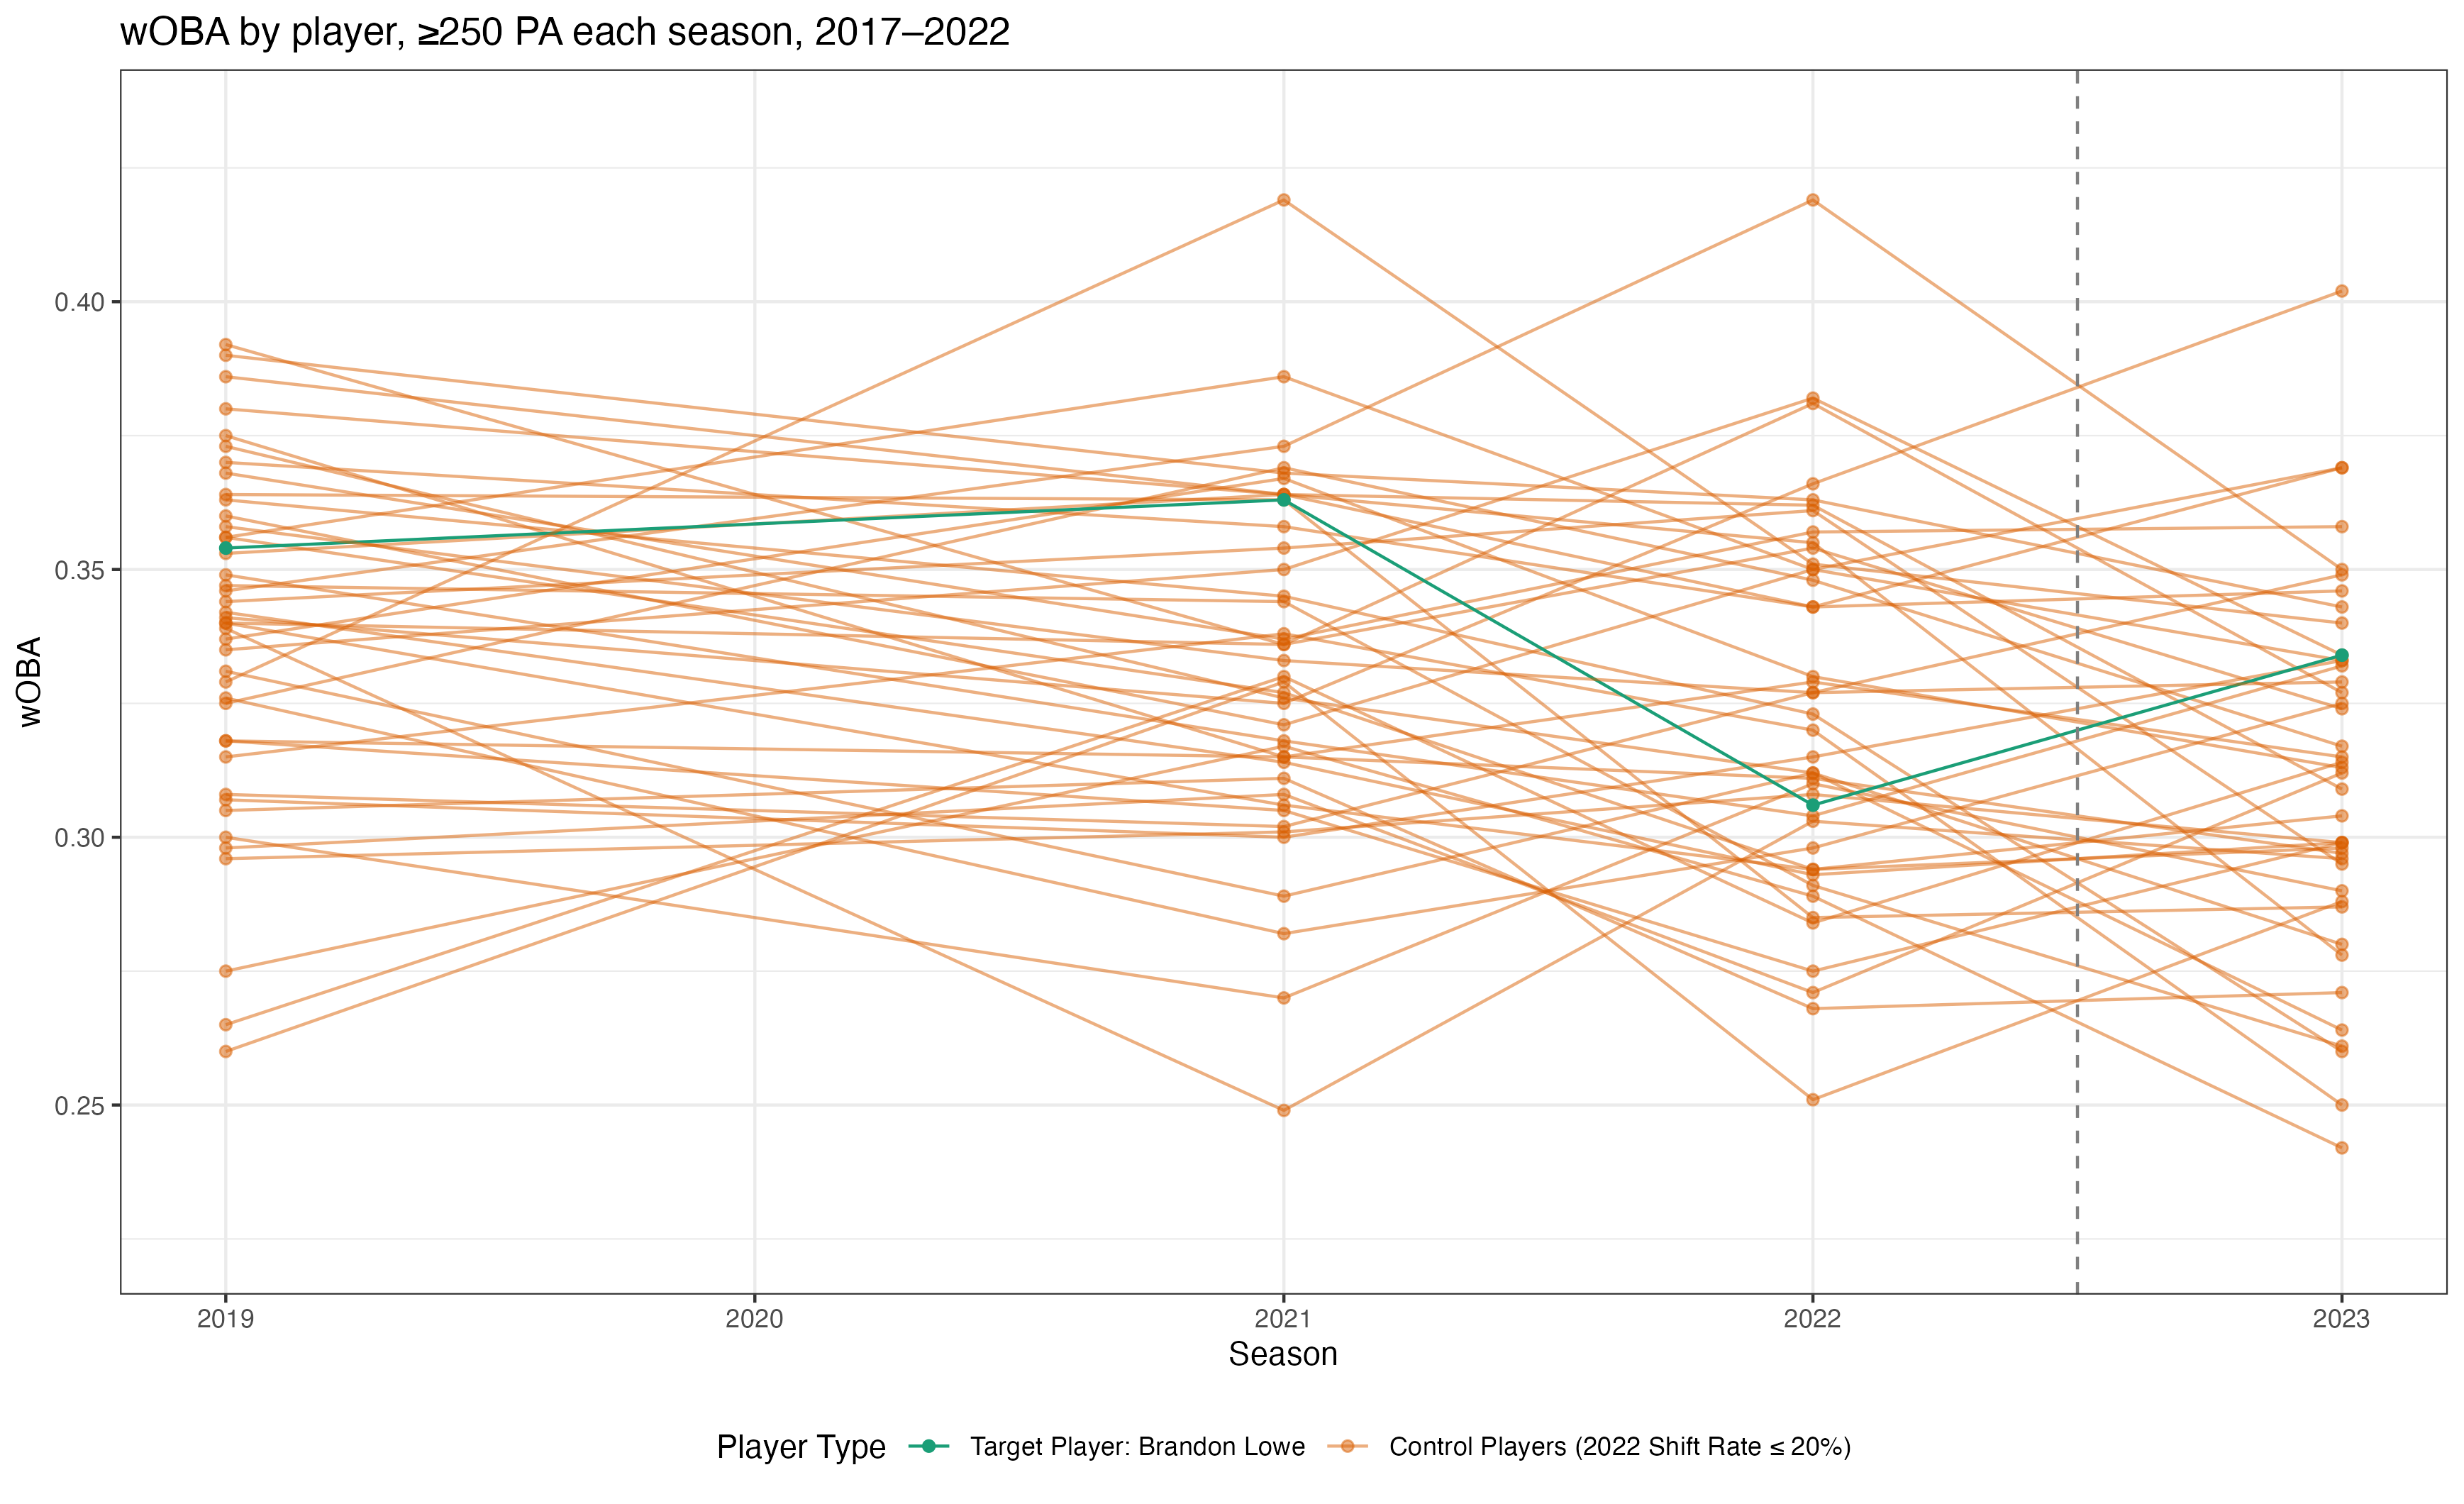 wOBA by player, ≥250 PA each season, 2017–2022
wOBA
0.40
0.35
0.30
0.25
2019 2020 2021 2022 2023
Season
Player Type Target Player: Brandon Lowe Control Players (2022 Shift Rate ≤ 20%)